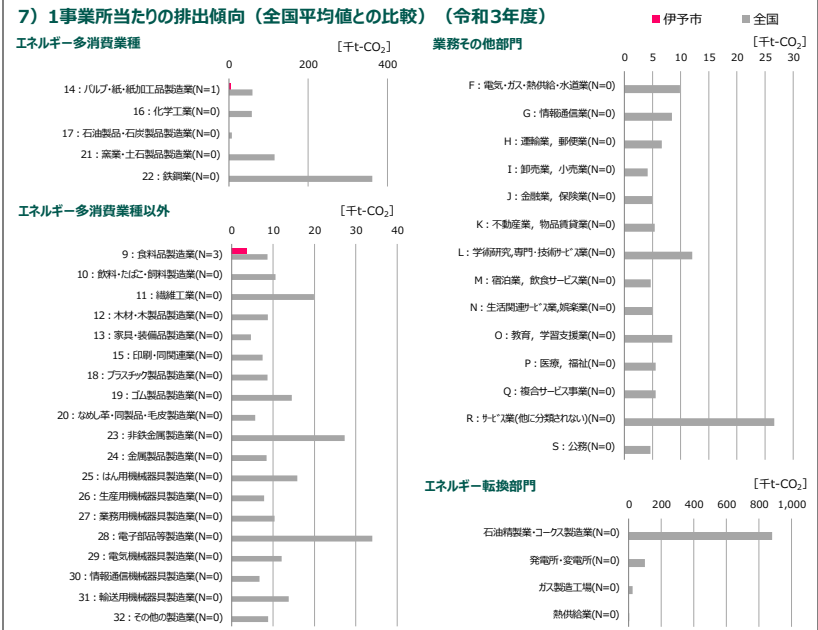 7）1事業所当たりの排出傾向（全国平均値との比較）（令和3年度）
■伊予市 ■全国
エネルギー多消費業種
[千t-CO₂]
0 200 400
14：パルプ・紙・紙加工品製造業(N=1)
16：化学工業(N=0)
17：石油製品・石炭製品製造業(N=0)
21：窯業・土石製品製造業(N=0)
22：鉄鋼業(N=0)
エネルギー多消費業種以外
[千t-CO₂]
0 10 20 30 40
9：食料品製造業(N=3)
10：飲料・たばこ・飼料製造業(N=0)
11：繊維工業(N=0)
12：木材・木製品製造業(N=0)
13：家具・装備品製造業(N=0)
15：印刷・同関連業(N=0)
18：プラスチック製品製造業(N=0)
19：ゴム製品製造業(N=0)
20：なめし革・同製品・毛皮製造業(N=0)
23：非鉄金属製造業(N=0)
24：金属製品製造業(N=0)
25：はん用機械器具製造業(N=0)
26：生産用機械器具製造業(N=0)
27：業務用機械器具製造業(N=0)
28：電子部品等製造業(N=0)
29：電気機械器具製造業(N=0)
30：情報通信機械器具製造業(N=0)
31：輸送用機械器具製造業(N=0)
32：その他の製造業(N=0)
業務その他部門
[千t-CO₂]
0 5 10 15 20 25 30
F：電気・ガス・熱供給・水道業(N=0)
G：情報通信業(N=0)
H：運輸業，郵便業(N=0)
I：卸売業，小売業(N=0)
J：金融業，保険業(N=0)
K：不動産業，物品賃貸業(N=0)
L：学術研究,専門・技術サービス業(N=0)
M：宿泊業，飲食サービス業(N=0)
N：生活関連サービス業,娯楽業(N=0)
O：教育，学習支援業(N=0)
P：医療，福祉(N=0)
Q：複合サービス事業(N=0)
R：サービス業(他に分類されない)(N=0)
S：公務(N=0)
エネルギー転換部門
[千t-CO₂]
0 200 400 600 800 1,000
石油精製業・コークス製造業(N=0)
発電所・変電所(N=0)
ガス製造工場(N=0)
熱供給業(N=0)